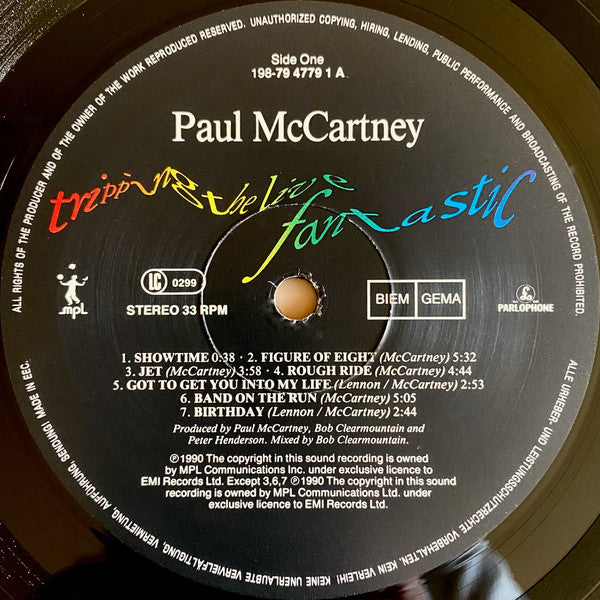 ALL RIGHTS OF THE PRODUCER AND OF THE OWNER OF THE WORK REPRODUCED RESERVED. UNAUTHORIZED COPYING, HIRING, LENDING, PUBLIC PERFORMANCE AND BROADCASTING OF THE RECORD PROHIBITED.
Side One
198-79 4779 1 A
Paul McCartney
tripping the live
fantastic
mpl
LC 0299
STEREO 33 RPM
BIEM GEMA
PARLOPHONE
1. SHOWTIME 0:38 · 2. FIGURE OF EIGHT (McCartney) 5:32
3. JET (McCartney) 3:58 · 4. ROUGH RIDE (McCartney) 4:44
5. GOT TO GET YOU INTO MY LIFE (Lennon / McCartney) 2:53
6. BAND ON THE RUN (McCartney) 5:05
7. BIRTHDAY (Lennon / McCartney) 2:44
Produced by Paul McCartney, Bob Clearmountain and
Peter Henderson. Mixed by Bob Clearmountain.
℗1990 The copyright in this sound recording is owned
by MPL Communications Inc. under exclusive licence to
EMI Records Ltd. Except 3,6,7 ℗1990 The copyright in this sound
recording is owned by MPL Communications Ltd. under
exclusive licence to EMI Records Ltd.
ALLE URHEBER- UND LEISTUNGSSCHUTZRECHTE VORBEHALTEN. KEIN VERLEIH! KEINE UNERLAUBTE VERVIELFÄLTIGUNG, VERMIETUNG, AUFFÜHRUNG, SENDUNG! MADE IN EEC.